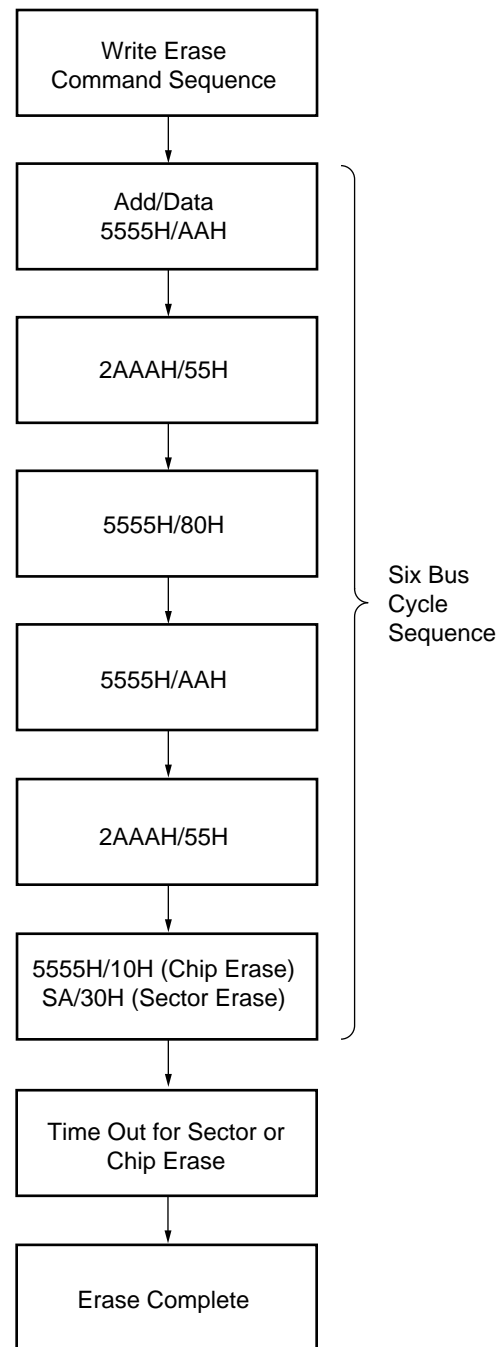 Write Erase
Command Sequence
Add/Data
5555H/AAH
2AAAH/55H
5555H/80H
5555H/AAH
2AAAH/55H
5555H/10H (Chip Erase)
SA/30H (Sector Erase)
Six Bus
Cycle
Sequence
Time Out for Sector or
Chip Erase
Erase Complete